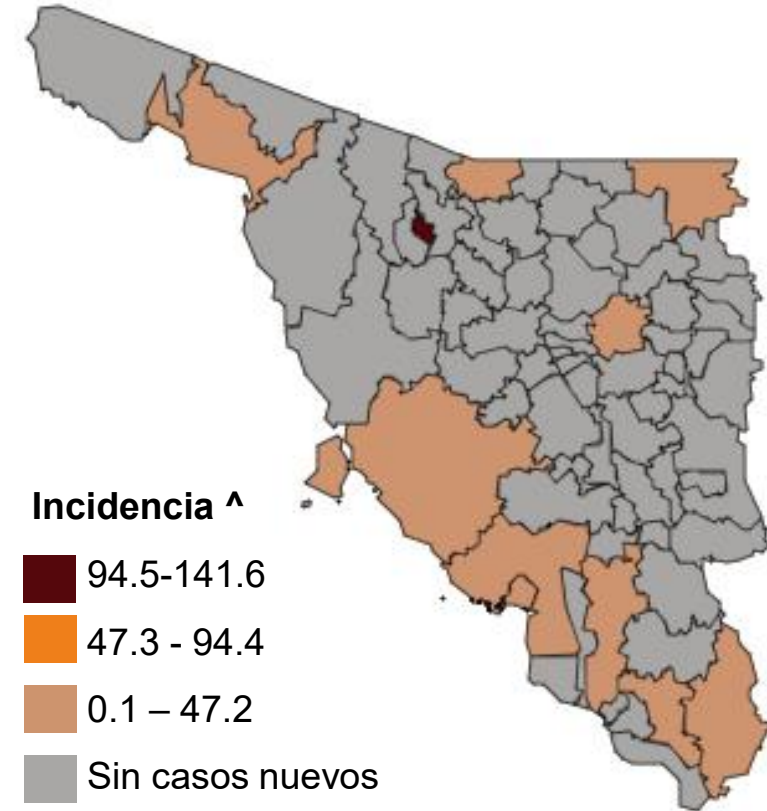 Incidencia ^
94.5-141.6
47.3 - 94.4
0.1 – 47.2
Sin casos nuevos